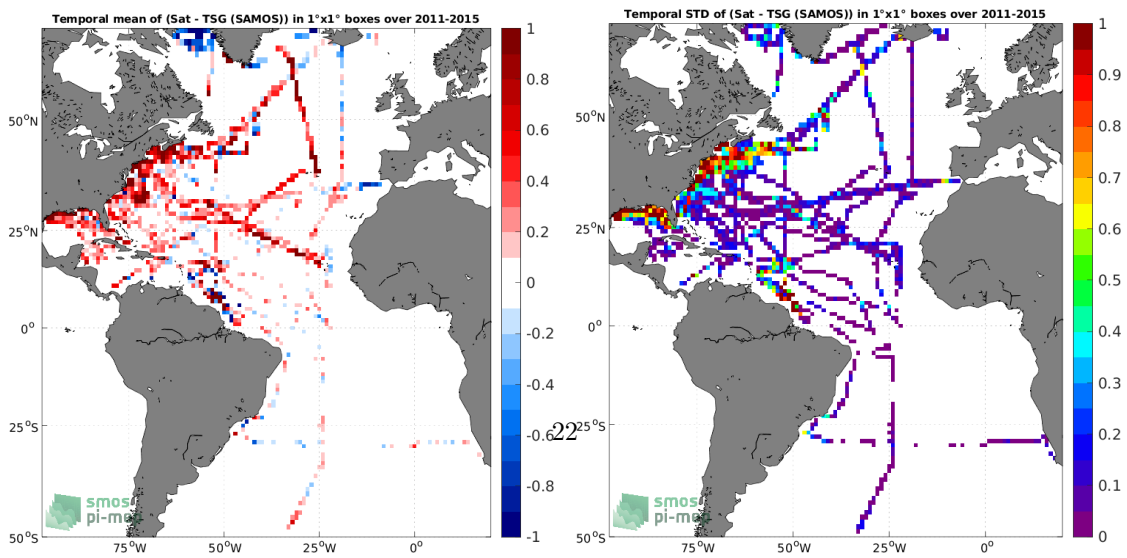 Temporal mean of (Sat - TSG (SAMOS)) in 1°x1° boxes over 2011-2015
50°N
25°N
0°
25°S
50°S
75°W
50°W
25°W
0°
1
0.8
0.6
0.4
0.2
0
-0.2
-0.4
-0.6
-0.8
-1
smos
pi-mep
22
Temporal STD of (Sat - TSG (SAMOS)) in 1°x1° boxes over 2011-2015
50°N
25°N
0°
25°S
50°S
75°W
50°W
25°W
0°
1
0.9
0.8
0.7
0.6
0.5
0.4
0.3
0.2
0.1
0
smos
pi-mep